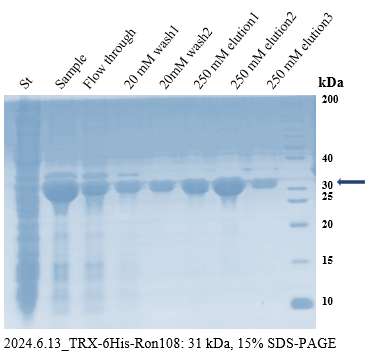 St
Sample
Flow through
20 mM wash1
20mM wash2
250 mM elution1
250 mM elution2
250 mM elution3
kDa
200
40
30
25
20
15
10
2024.6.13_TRX-6His-Ron108: 31 kDa, 15% SDS-PAGE